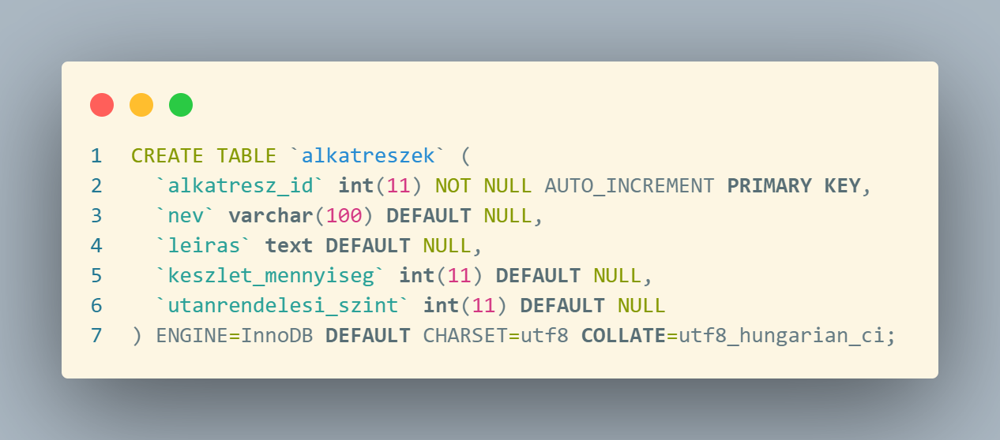 1 CREATE TABLE `alkatreszek` (
2   `alkatresz_id` int(11) NOT NULL AUTO_INCREMENT PRIMARY KEY,
3   `nev` varchar(100) DEFAULT NULL,
4   `leiras` text DEFAULT NULL,
5   `keszlet_mennyiseg` int(11) DEFAULT NULL,
6   `utanrendelesi_szint` int(11) DEFAULT NULL
7 ) ENGINE=InnoDB DEFAULT CHARSET=utf8 COLLATE=utf8_hungarian_ci;